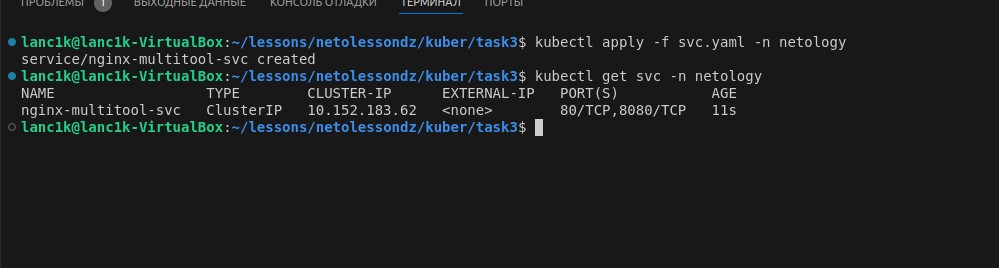 ПРОБЛЕМЫ 1 ВЫХОДНЫЕ ДАННЫЕ КОНСОЛЬ ОТЛАДКИ ТЕРМИНАЛ ПОРТЫ
lanc1k@lanc1k-VirtualBox:~/lessons/netolessondz/kuber/task3$ kubectl apply -f svc.yaml -n netology
service/nginx-multitool-svc created
lanc1k@lanc1k-VirtualBox:~/lessons/netolessondz/kuber/task3$ kubectl get svc -n netology
NAME TYPE CLUSTER-IP EXTERNAL-IP PORT(S) AGE
nginx-multitool-svc ClusterIP 10.152.183.62 <none> 80/TCP,8080/TCP 11s
lanc1k@lanc1k-VirtualBox:~/lessons/netolessondz/kuber/task3$